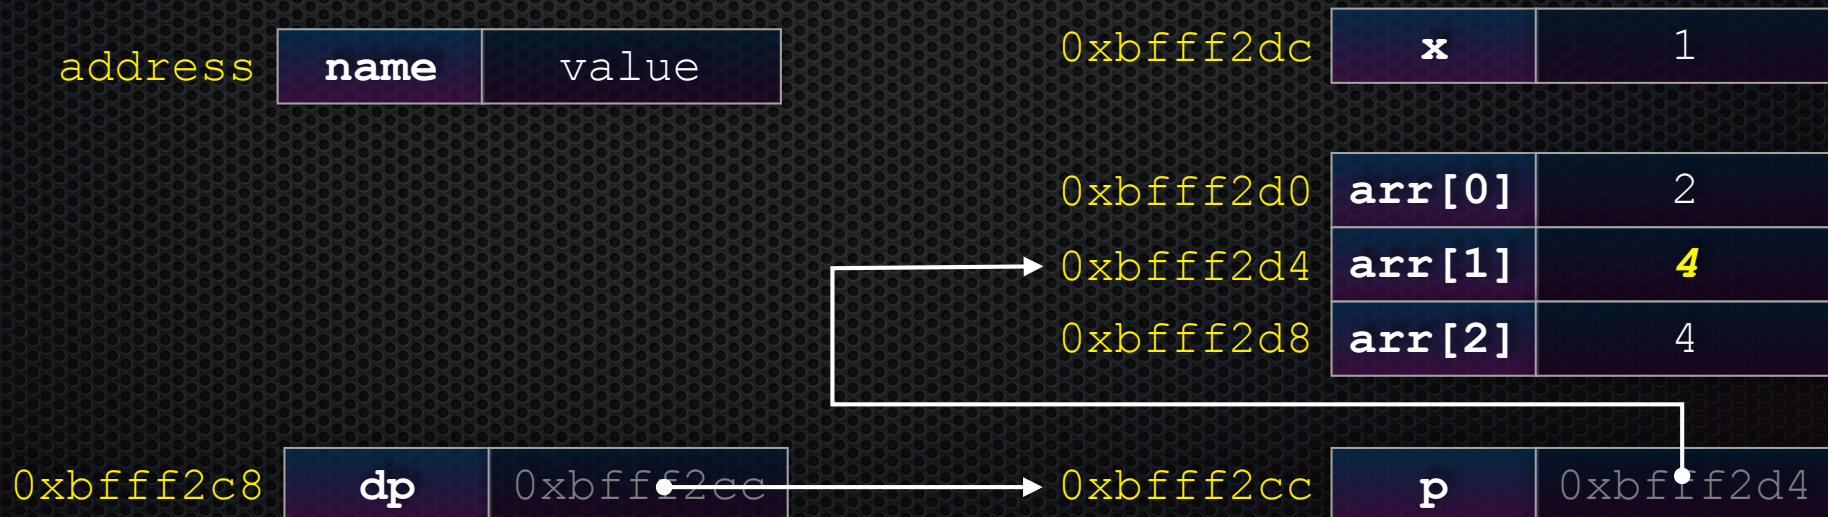 address name value
0xbfff2dc x 1
0xbfff2d0 arr[0] 2
0xbfff2d4 arr[1] 4
0xbfff2d8 arr[2] 4
0xbfff2c8 dp 0xbfff2cc
0xbfff2cc p 0xbfff2d4